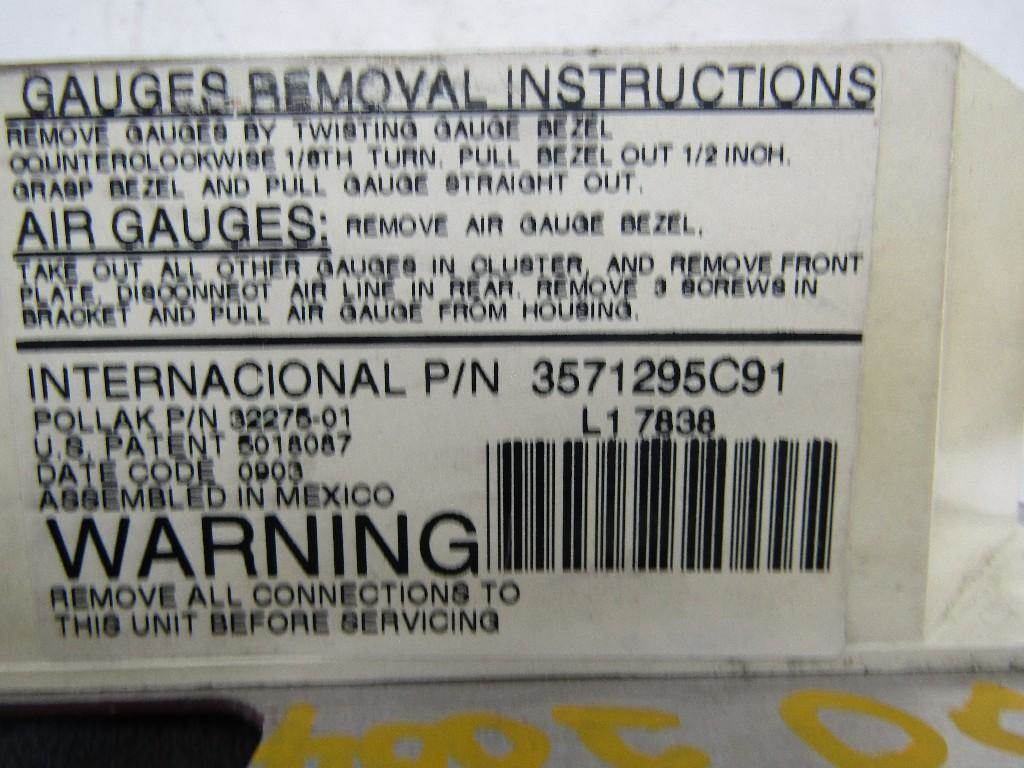 GAUGES REMOVAL INSTRUCTIONS
REMOVE GAUGES BY TWISTING GAUGE BEZEL
COUNTERCLOCKWISE 1/8TH TURN. PULL BEZEL OUT 1/2 INCH.
GRASP BEZEL AND PULL GAUGE STRAIGHT OUT.
AIR GAUGES: REMOVE AIR GAUGE BEZEL,
TAKE OUT ALL OTHER GAUGES IN CLUSTER, AND REMOVE FRONT
PLATE, DISCONNECT AIR LINE IN REAR, REMOVE 3 SCREWS IN
BRACKET AND PULL AIR GAUGE FROM HOUSING.
INTERNACIONAL P/N 3571295C91
POLLAK P/N 32275-01 L1 7838
U.S. PATENT
DATE CODE 0903
ASSEMBLED IN MEXICO
WARNING
REMOVE ALL CONNECTIONS TO
THIS UNIT BEFORE SERVICING